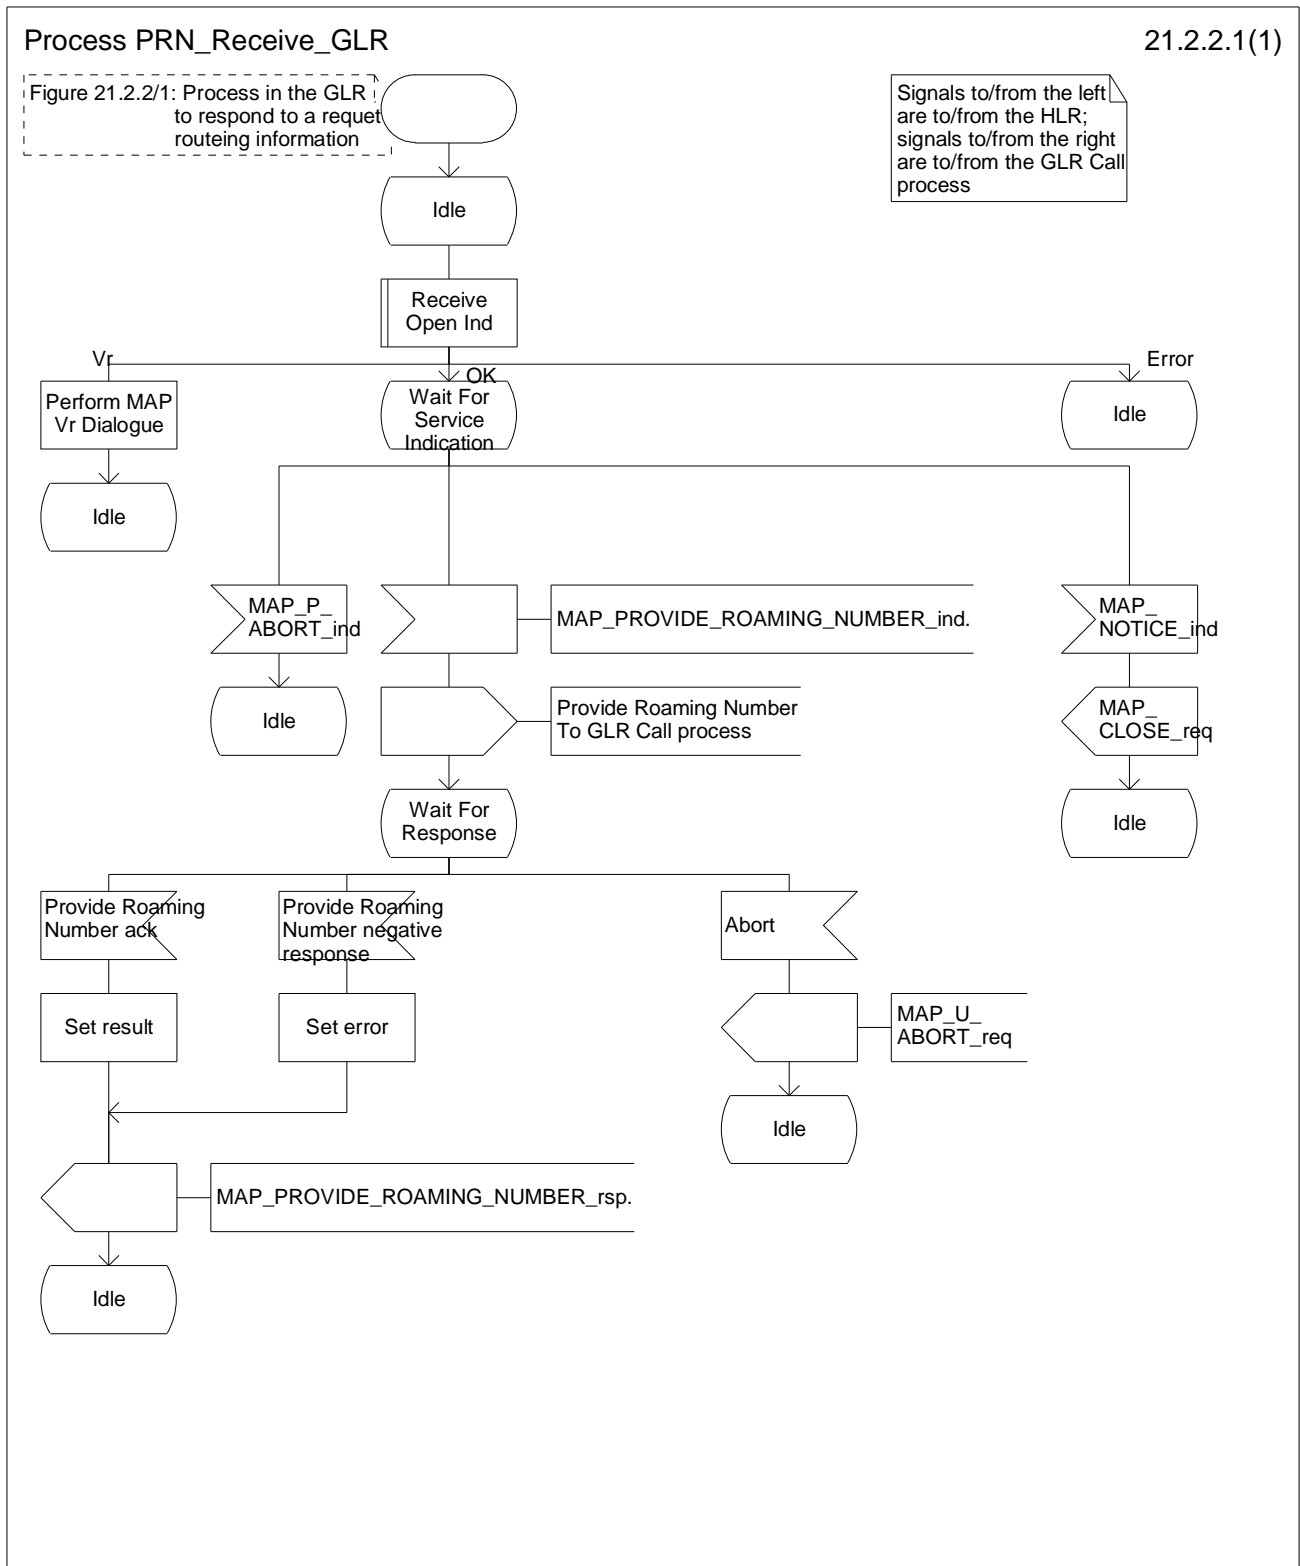 Process PRN_Receive_GLR
21.2.2.1(1)
Figure 21.2.2/1: Process in the GLR
to respond to a requet
routeing information
Signals to/from the left
are to/from the HLR;
signals to/from the right
are to/from the GLR Call
process
Idle
Receive
Open Ind
Vr
OK
Error
Perform MAP
Vr Dialogue
Wait For
Service
Indication
Idle
Idle
MAP_P_
ABORT_ind
MAP_PROVIDE_ROAMING_NUMBER_ind.
MAP_
NOTICE_ind
Idle
Provide Roaming Number
To GLR Call process
MAP_
CLOSE_req
Wait For
Response
Idle
Provide Roaming
Number ack
Provide Roaming
Number negative
response
Abort
Set result
Set error
MAP_U_
ABORT_req
Idle
MAP_PROVIDE_ROAMING_NUMBER_rsp.
Idle